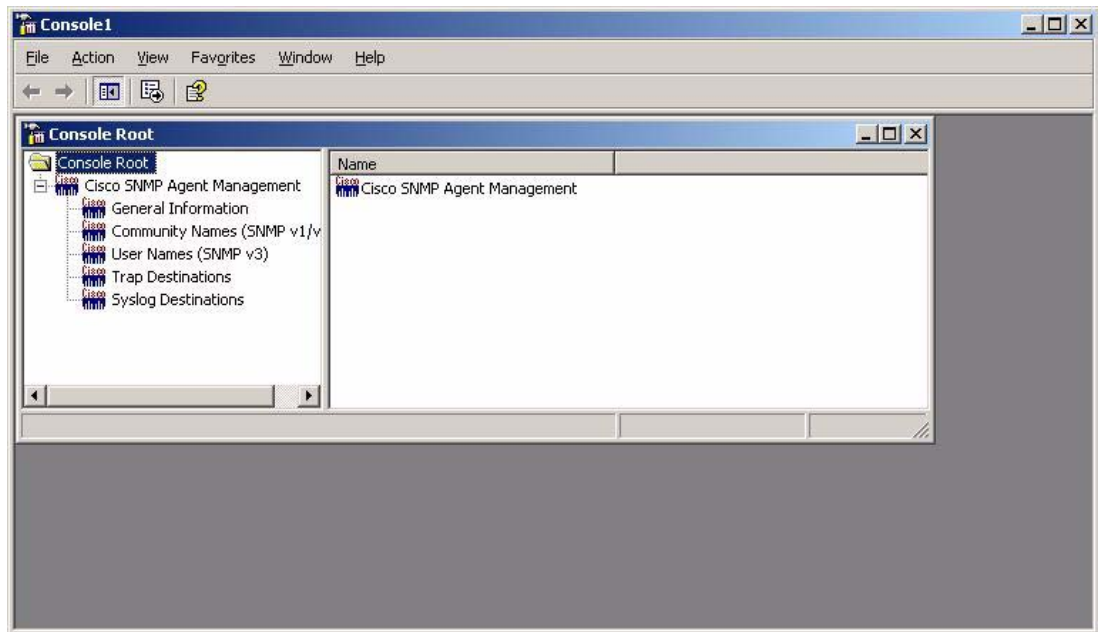 Console1
File Action View Favorites Window Help
Console Root
Console Root
Name
Cisco SNMP Agent Management
Cisco SNMP Agent Management
General Information
Community Names (SNMP v1/v
User Names (SNMP v3)
Trap Destinations
Syslog Destinations